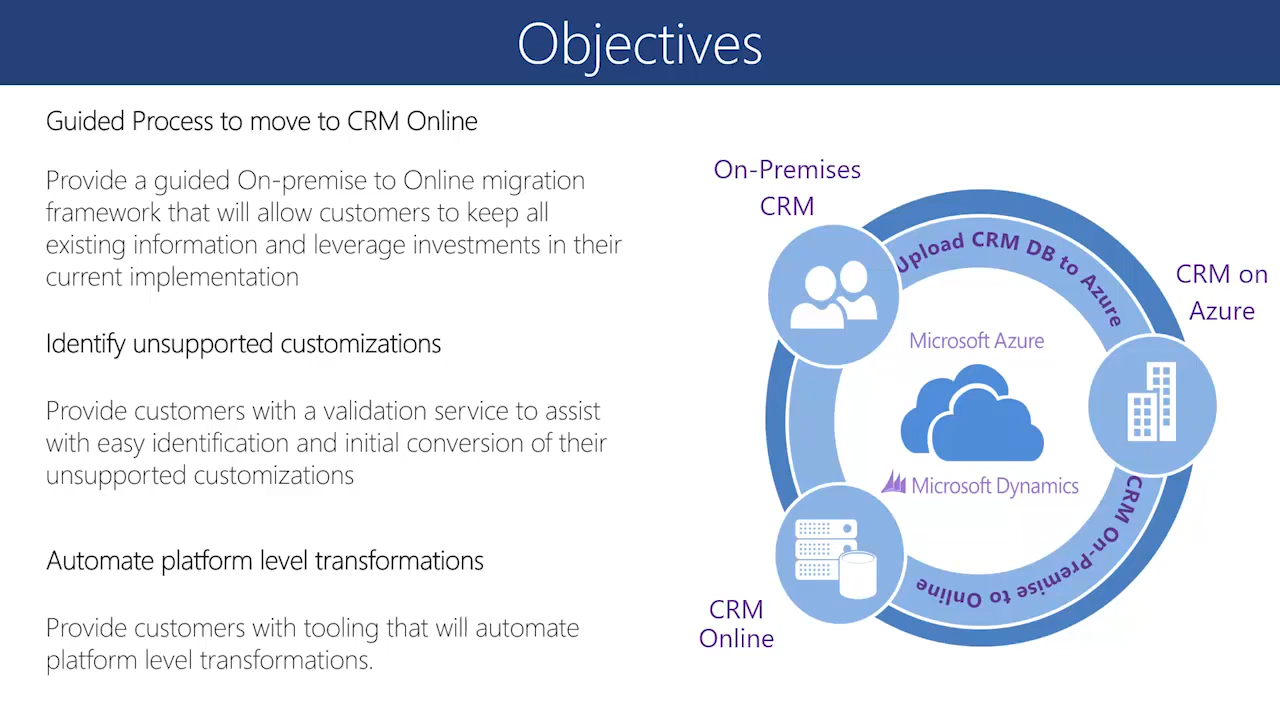 Objectives
Guided Process to move to CRM Online
Provide a guided On-premise to Online migration
framework that will allow customers to keep all
existing information and leverage investments in their
current implementation
Identify unsupported customizations
Provide customers with a validation service to assist
with easy identification and initial conversion of their
unsupported customizations
Automate platform level transformations
Provide customers with tooling that will automate
platform level transformations.
On-Premises
CRM
Upload CRM DB to Azure
CRM on
Azure
Microsoft Azure
Microsoft Dynamics
CRM On-Premise to Online
CRM
Online